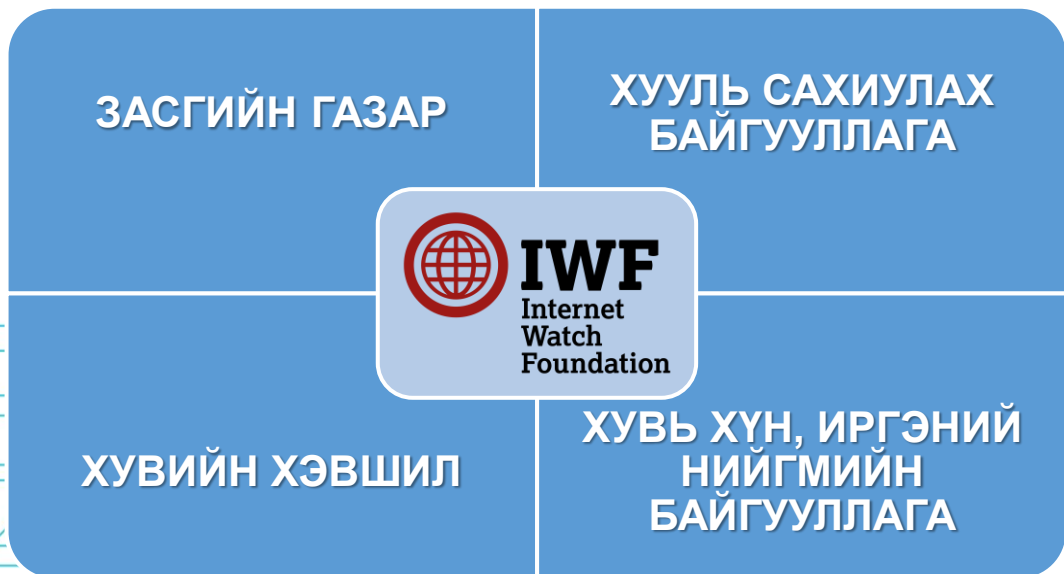 ЗАСГИЙН ГАЗАР
ХУУЛЬ САХИУЛАХ
БАЙГУУЛЛАГА
IWF
Internet
Watch
Foundation
ХУВИЙН ХЭВШИЛ
ХУВЬ ХҮН, ИРГЭНИЙ
НИЙГМИЙН
БАЙГУУЛЛАГА